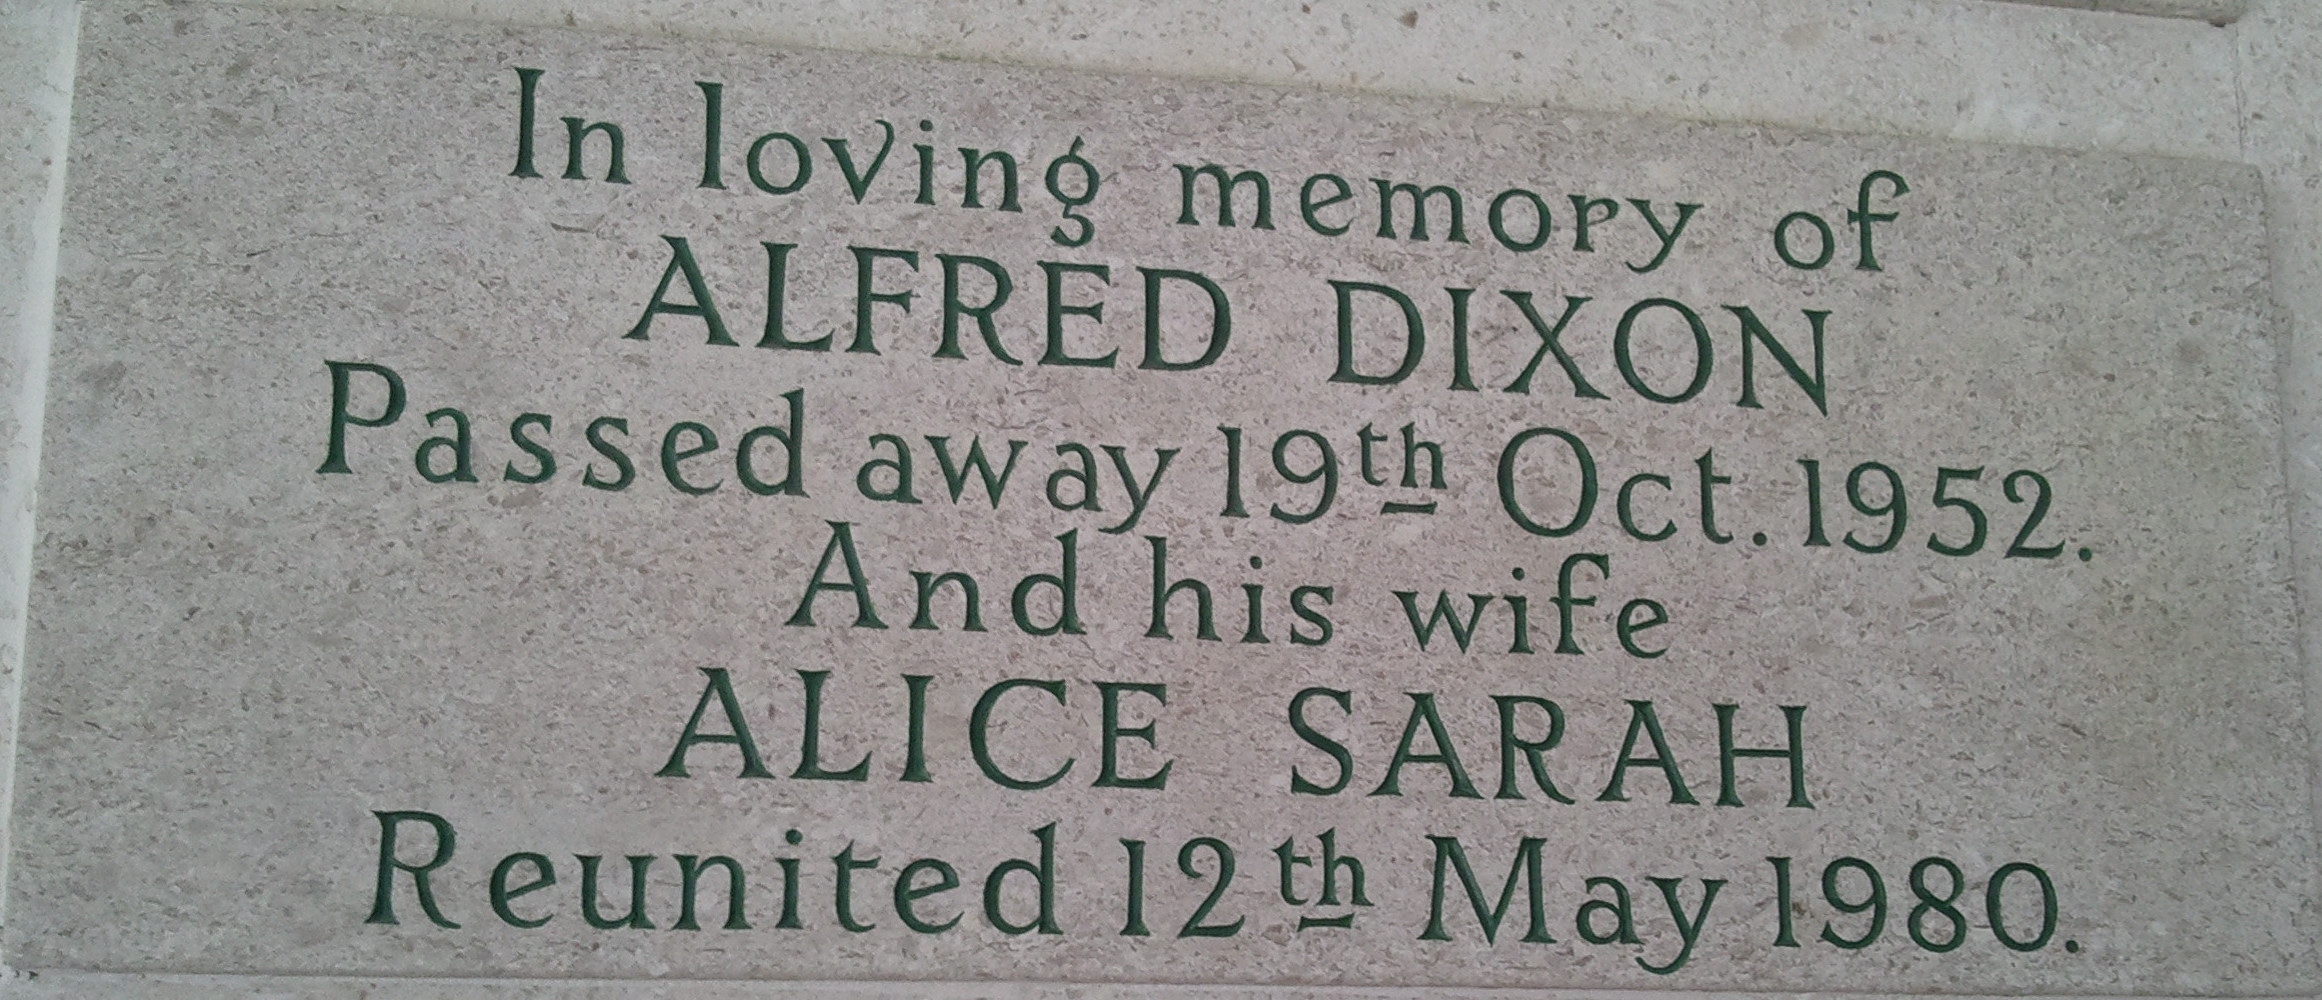 In loving memory of
ALFRED DIXON
Passed away 19th Oct. 1952.
And his wife
ALICE SARAH
Reunited 12th May 1980.